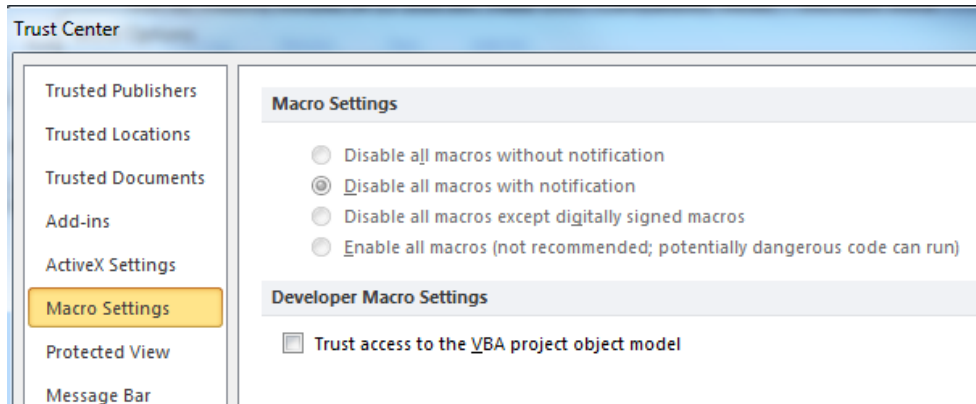 Trust Center
Trusted Publishers
Trusted Locations
Trusted Documents
Add-ins
ActiveX Settings
Macro Settings
Protected View
Message Bar
Macro Settings
Disable all macros without notification
Disable all macros with notification
Disable all macros except digitally signed macros
Enable all macros (not recommended; potentially dangerous code can run)
Developer Macro Settings
Trust access to the VBA project object model